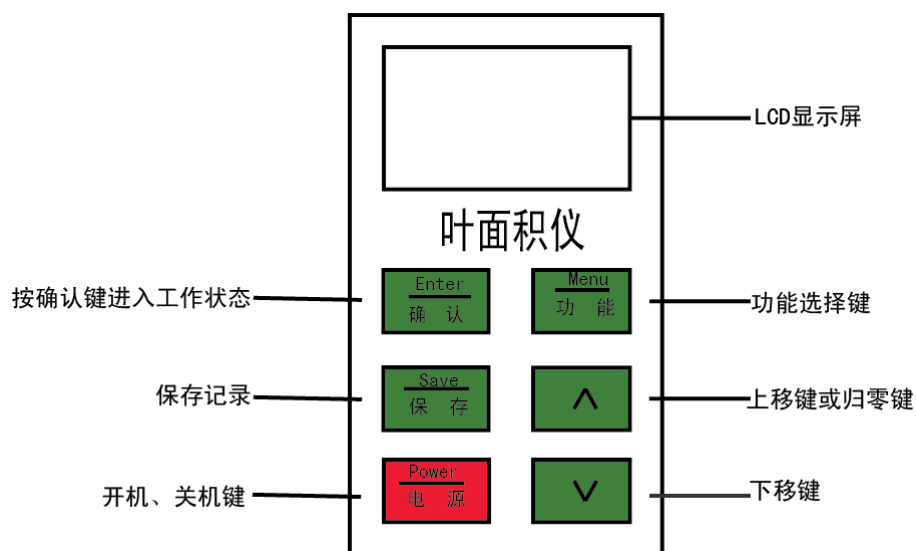 LCD显示屏
叶面积仪
按确认键进入工作状态
Enter
确 认
Menu
功 能
功能选择键
保存记录
Save
保 存
上移键或归零键
开机、关机键
Power
电 源
下移键